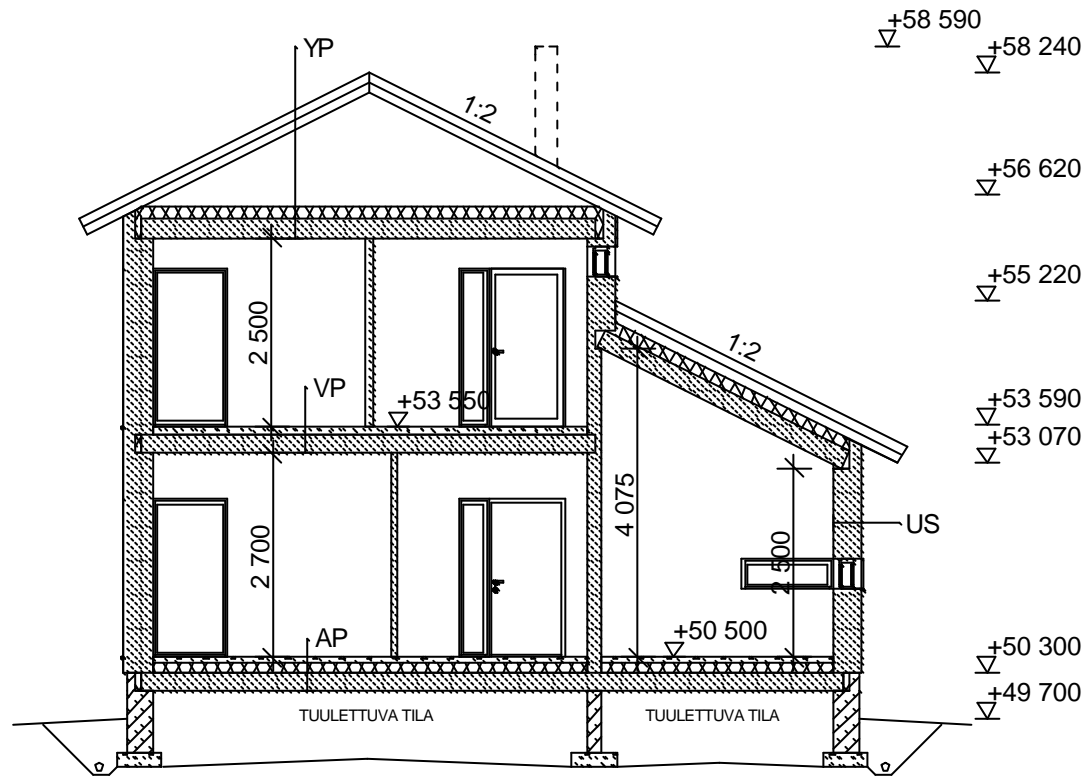 +58 590
YP
+58 240
1:2
+56 620
+55 220
2 500
1:2
VP
+53 550
+53 590
+53 070
4 075
US
2 700
2 500
AP
+50 500
+50 300
+49 700
TUULETTUVA TILA
TUULETTUVA TILA